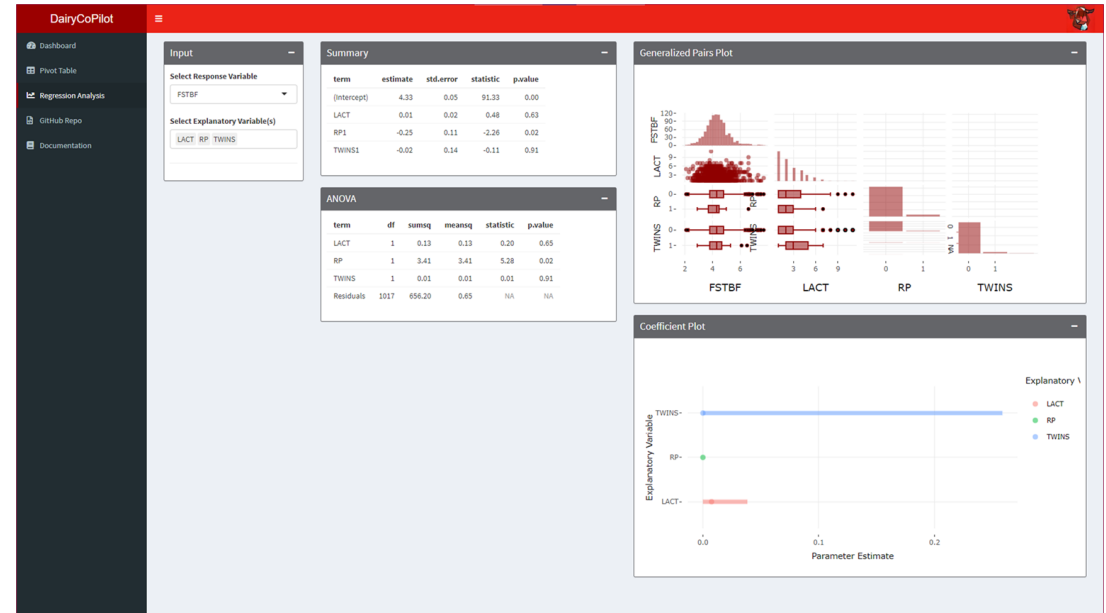 DairyCoPilot
Dashboard
Pivot Table
Regression Analysis
GitHub Repo
Documentation
Input
Select Response Variable
FSTBF
Select Explanatory Variable(s)
LACT RP TWINS
Summary
term estimate std.error statistic p.value
(Intercept) 4.33 0.05 91.33 0.00
LACT 0.01 0.02 0.48 0.63
RP1 -0.25 0.11 -2.26 0.02
TWINS1 -0.02 0.14 -0.11 0.91
ANOVA
term df sumsq meansq statistic p.value
LACT 1 0.13 0.13 0.20 0.65
RP 1 3.41 3.41 5.28 0.02
TWINS 1 0.01 0.01 0.01 0.91
Residuals 1017 656.20 0.65 NA NA
Generalized Pairs Plot
FSTBF
120-
90-
60-
30-
0-
LACT
9-
6-
3-
RP
0-
1-
RP
TWINS
0-
1-
TWINS
0 1
2 4 6 3 6 9 0 1 0 1
FSTBF LACT RP TWINS
Coefficient Plot
Explanatory Variable
TWINS-
RP-
LACT-
0.0 0.1 0.2
Parameter Estimate
Explanatory V
LACT
RP
TWINS